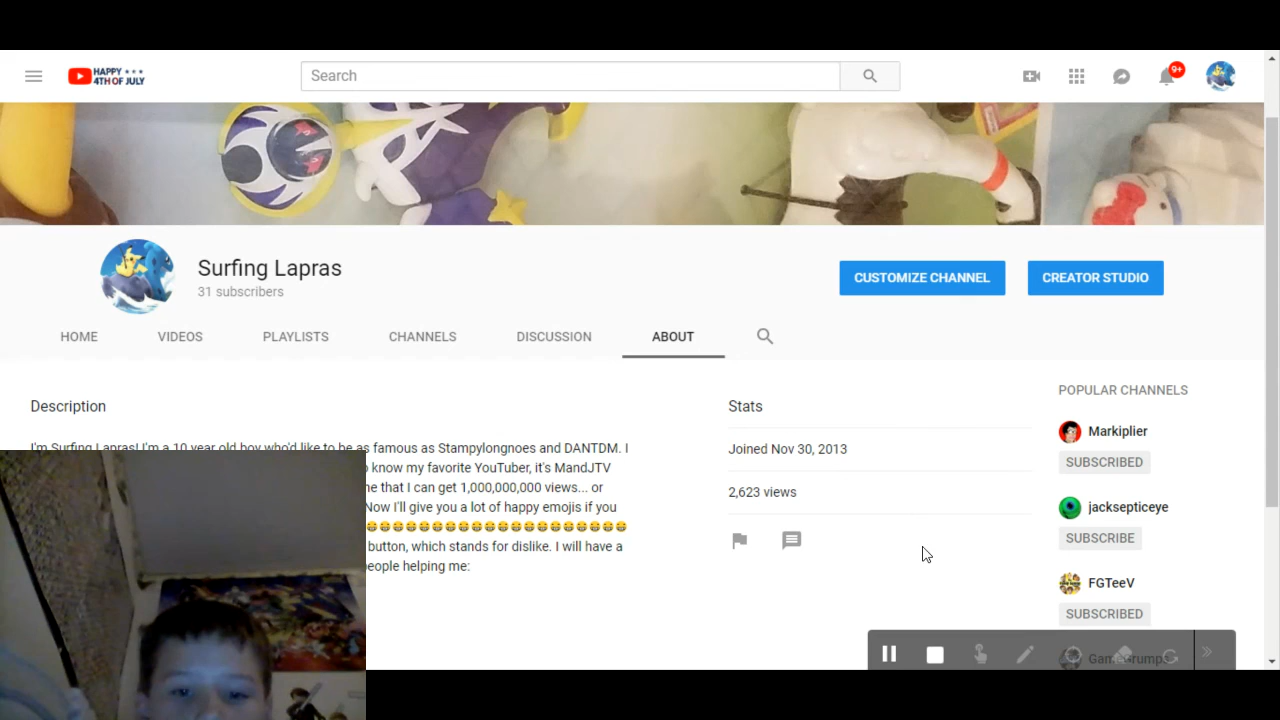 HAPPY ★★★
4TH OF JULY
Search
9+
Surfing Lapras
31 subscribers
CUSTOMIZE CHANNEL
CREATOR STUDIO
HOME VIDEOS PLAYLISTS CHANNELS DISCUSSION ABOUT
Description
I'm Surfing Lapras! I'm a 10 year old boy who'd like to be as famous as Stampylongnoes and DANTDM. I
know my favorite YouTuber, it's MandJTV
that I can get 1,000,000,000 views... or
Now I'll give you a lot of happy emojis if you
😂😂😂😂😂😂😂😂😂😂😂😂😂😂😂😂😂😂😂😂
button, which stands for dislike. I will have a
people helping me:
Stats
Joined Nov 30, 2013
2,623 views
POPULAR CHANNELS
Markiplier
SUBSCRIBED
jacksepticeye
SUBSCRIBE
FGTeeV
SUBSCRIBED
GameGrumps